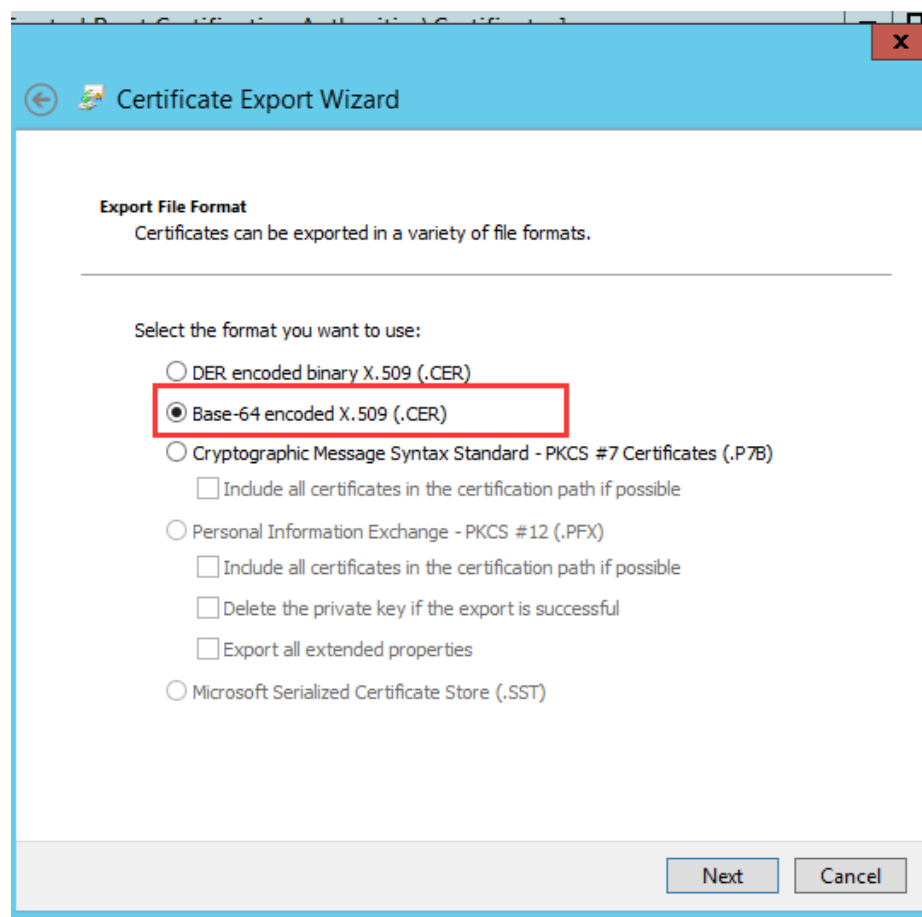 x
Certificate Export Wizard
Export File Format
Certificates can be exported in a variety of file formats.
Select the format you want to use:
DER encoded binary X.509 (.CER)
Base-64 encoded X.509 (.CER)
Cryptographic Message Syntax Standard - PKCS #7 Certificates (.P7B)
Include all certificates in the certification path if possible
Personal Information Exchange - PKCS #12 (.PFX)
Include all certificates in the certification path if possible
Delete the private key if the export is successful
Export all extended properties
Microsoft Serialized Certificate Store (.SST)
Next Cancel